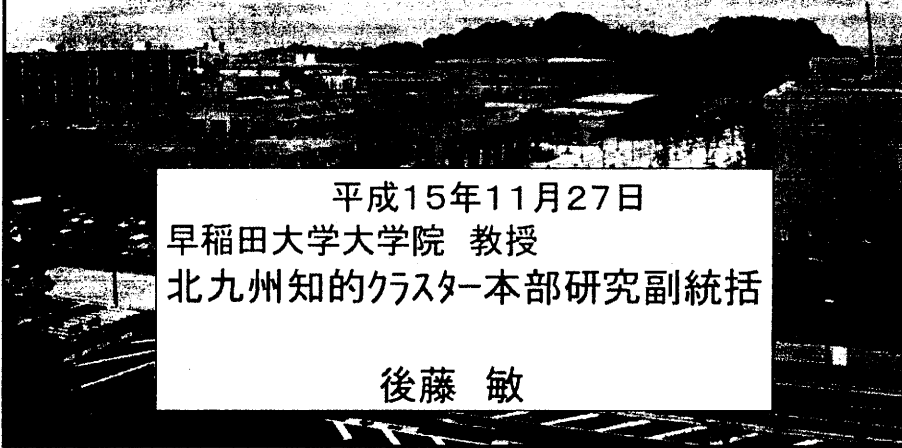 平成15年11月27日
早稲田大学大学院 教授
北九州知的クラスター本部研究副統括
後藤 敏